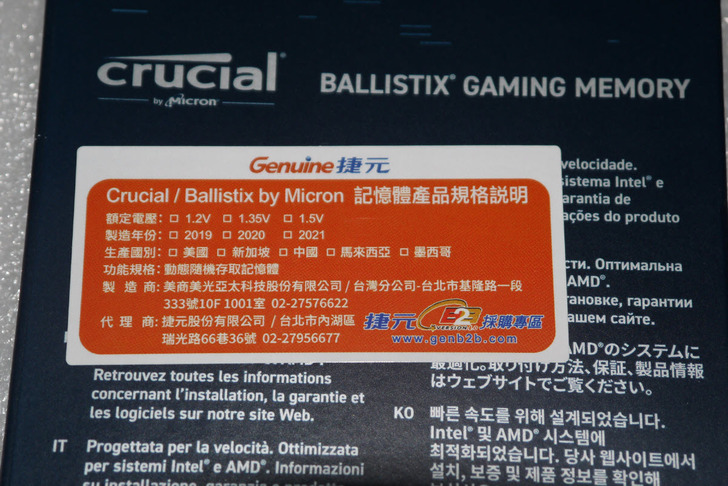 crucial
by Micron
BALLISTIX® GAMING MEMORY
Genuine 捷元
Crucial / Ballistix by Micron 記憶體產品規格説明
額定電壓: □ 1.2V □ 1.35V □ 1.5V
製造年份: □ 2019 □ 2020 □ 2021
生產國別: □ 美國 □ 新加坡 □ 中國 □ 馬來西亞 □ 墨西哥
功能規格: 動態隨機存取記憶體
製 造 商: 美商美光亞太科技股份有限公司 / 台灣分公司-台北市基隆路一段
333號10F 1001室 02-27576622
代 理 商: 捷元股份有限公司 / 台北市內湖區
瑞光路66巷36號 02-27956677
捷元 B2B 採購專區
VERSION3.0
www.genb2b.com
velocidade.
sistema Intel® e
arantia de
ações do produto
сти. Оптимальна
AMD®.
тановке, гарантии
ашем сайте.
AMD®のシステムに
最適化。取り付け方法、保証、製品情報
はウェブサイトでご覧ください。
Retrouvez toutes les informations
concernant l'installation, la garantie et
les logiciels sur notre site Web.
KO 빠른 속도를 위해 설계되었습니다.
Intel® 및 AMD® 시스템에
최적화되었습니다. 당사 웹사이트에서
설치, 보증 및 제품 정보를 확인해
IT Progettata per la velocità. Ottimizzata
per sistemi Intel® e AMD®. Informazioni
su installazione, garanzia e